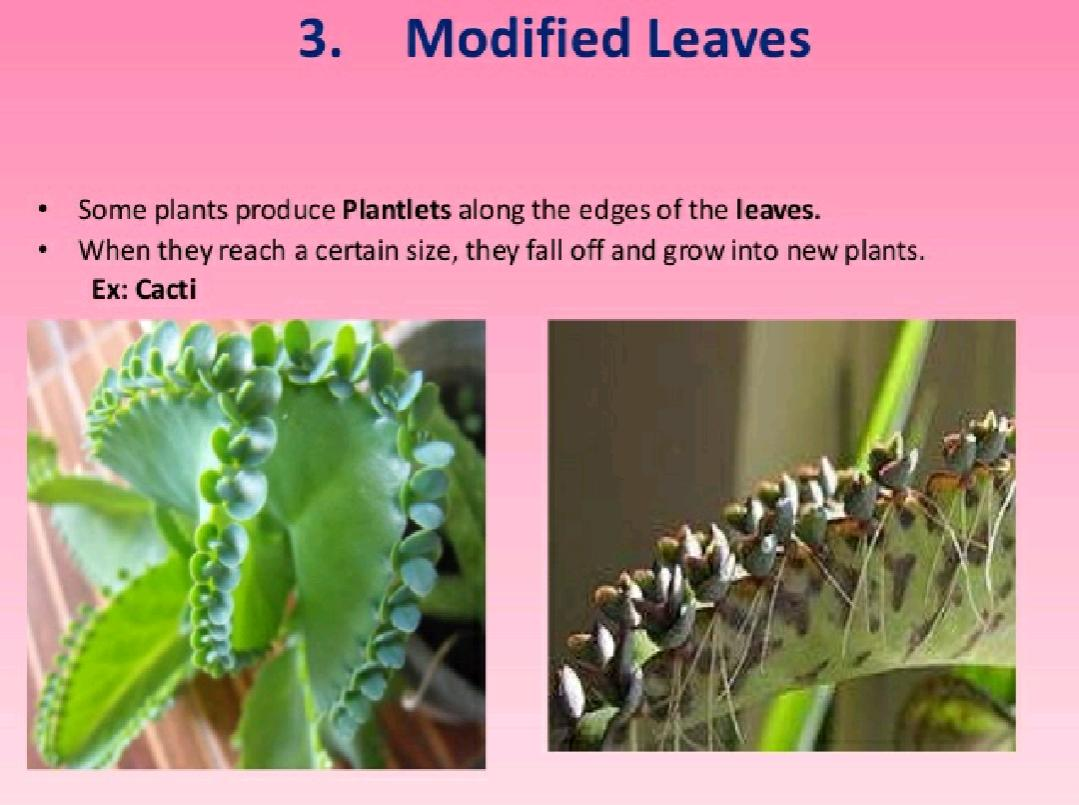 3. Modified Leaves
• Some plants produce Plantlets along the edges of the leaves.
• When they reach a certain size, they fall off and grow into new plants.
Ex: Cacti